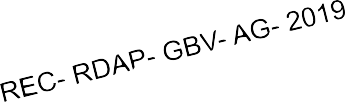 REC- RDAP- GBV- AG- 2019